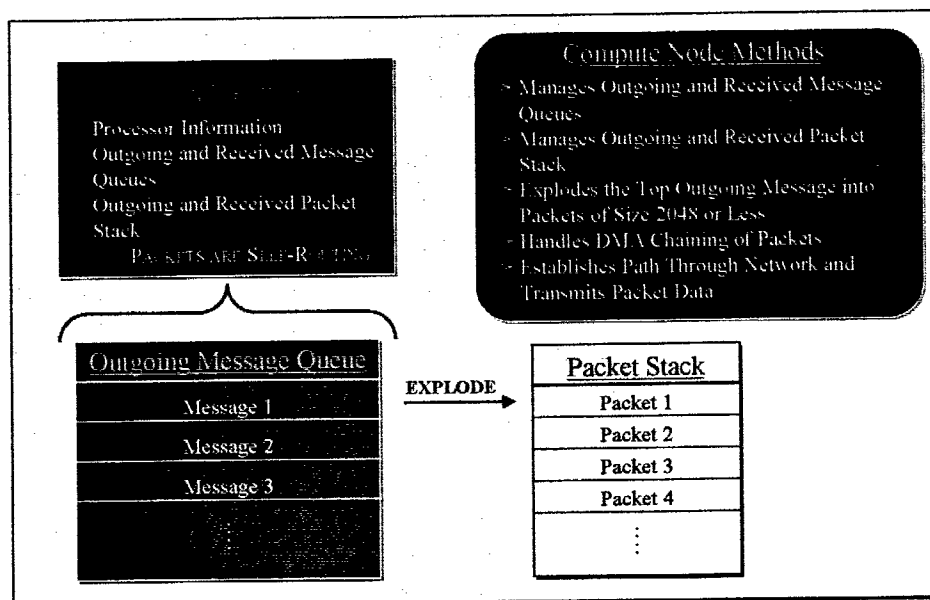 Processor Information
Outgoing and Received Message
Queues
Outgoing and Received Packet
Stack
PACKETS ARE SELF-ROUTING
Compute Node Methods
~ Manages Outgoing and Received Message
Queues
~ Manages Outgoing and Received Packet
Stack
~ Explodes the Top Outgoing Message into
Packets of Size 2048 or Less
~ Handles DMA Chaining of Packets
~ Establishes Path Through Network and
Transmits Packet Data
Outgoing Message Queue
Message 1
Message 2
Message 3
⋮
EXPLODE
Packet Stack
Packet 1
Packet 2
Packet 3
Packet 4
⋮